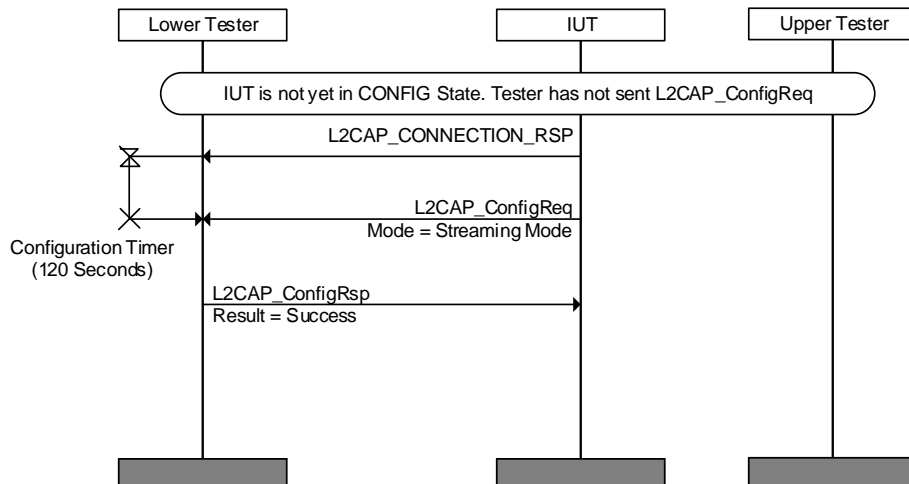 Lower Tester
IUT
Upper Tester
IUT is not yet in CONFIG State. Tester has not sent L2CAP_ConfigReq
L2CAP_CONNECTION_RSP
L2CAP_ConfigReq
Mode = Streaming Mode
Configuration Timer
(120 Seconds)
L2CAP_ConfigRsp
Result = Success